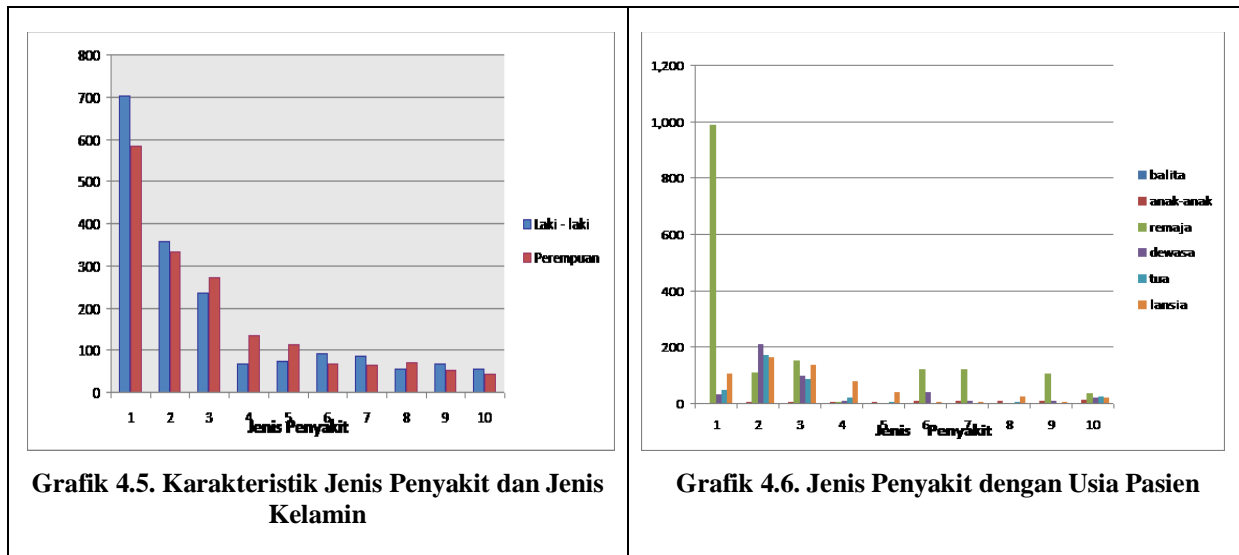 800
700
600
500
400
300
200
100
0
1 2 3 4 5 6 7 8 9 10
Jenis Penyakit
Laki - laki
Perempuan
Grafik 4.5. Karakteristik Jenis Penyakit dan Jenis
Kelamin
1,200
1,000
800
600
400
200
0
1 2 3 4 5 6 7 8 9 10
Jenis Penyakit
balita
anak-anak
remaja
dewasa
tua
lansia
Grafik 4.6. Jenis Penyakit dengan Usia Pasien